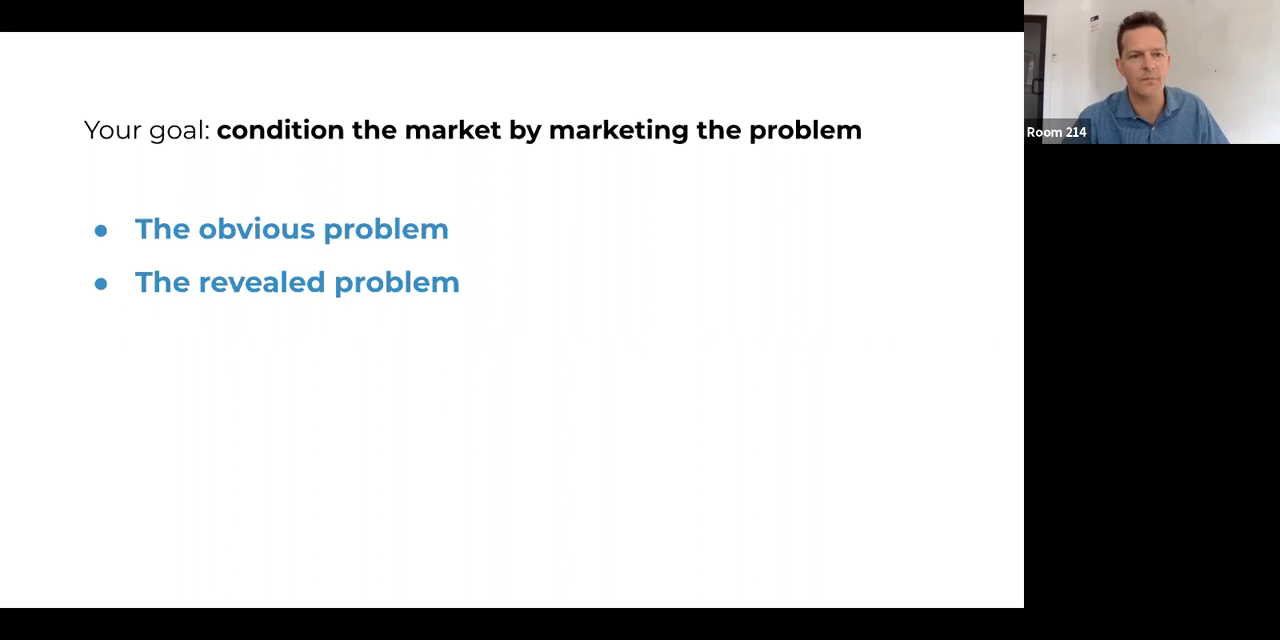 Your goal: condition the market by marketing the problem
● The obvious problem
● The revealed problem
Room 214